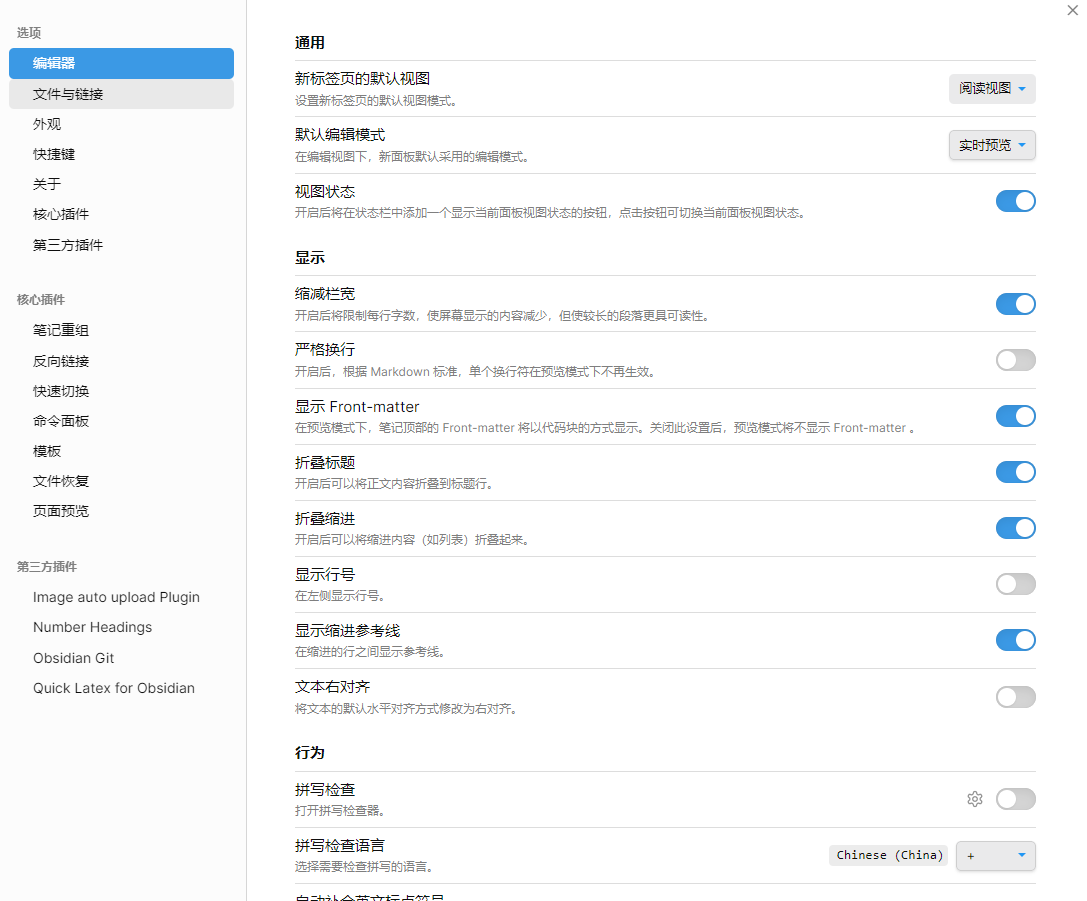 选项
编辑器
文件与链接
外观
快捷键
关于
核心插件
第三方插件
核心插件
笔记重组
反向链接
快速切换
命令面板
模板
文件恢复
页面预览
第三方插件
Image auto upload Plugin
Number Headings
Obsidian Git
Quick Latex for Obsidian
通用
新标签页的默认视图
设置新标签页的默认视图模式。
阅读视图
默认编辑模式
在编辑视图下，新面板默认采用的编辑模式。
实时预览
视图状态
开启后将在状态栏中添加一个显示当前面板视图状态的按钮，点击按钮可切换当前面板视图状态。
显示
缩减栏宽
开启后将限制每行字数，使屏幕显示的内容减少，但使较长的段落更具可读性。
严格换行
开启后，根据 Markdown 标准，单个换行符在预览模式下不再生效。
显示 Front-matter
在预览模式下，笔记顶部的 Front-matter 将以代码块的方式显示。关闭此设置后，预览模式将不显示 Front-matter 。
折叠标题
开启后可以将正文内容折叠到标题行。
折叠缩进
开启后可以将缩进内容（如列表）折叠起来。
显示行号
在左侧显示行号。
显示缩进参考线
在缩进的行之间显示参考线。
文本右对齐
将文本的默认水平对齐方式修改为右对齐。
行为
拼写检查
打开拼写检查器。
拼写检查语言
选择需要检查拼写的语言。
Chinese (China)
+
自动补全英文标点符号